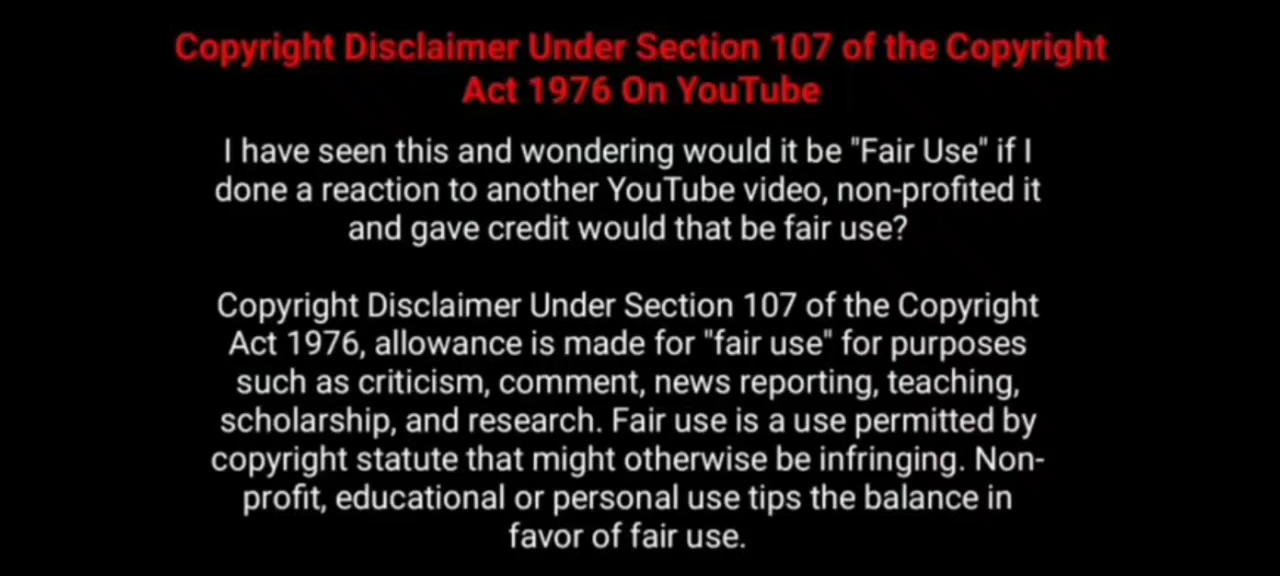 Copyright Disclaimer Under Section 107 of the Copyright
Act 1976 On YouTube
I have seen this and wondering would it be "Fair Use" if I
done a reaction to another YouTube video, non-profited it
and gave credit would that be fair use?
Copyright Disclaimer Under Section 107 of the Copyright
Act 1976, allowance is made for "fair use" for purposes
such as criticism, comment, news reporting, teaching,
scholarship, and research. Fair use is a use permitted by
copyright statute that might otherwise be infringing. Non-
profit, educational or personal use tips the balance in
favor of fair use.